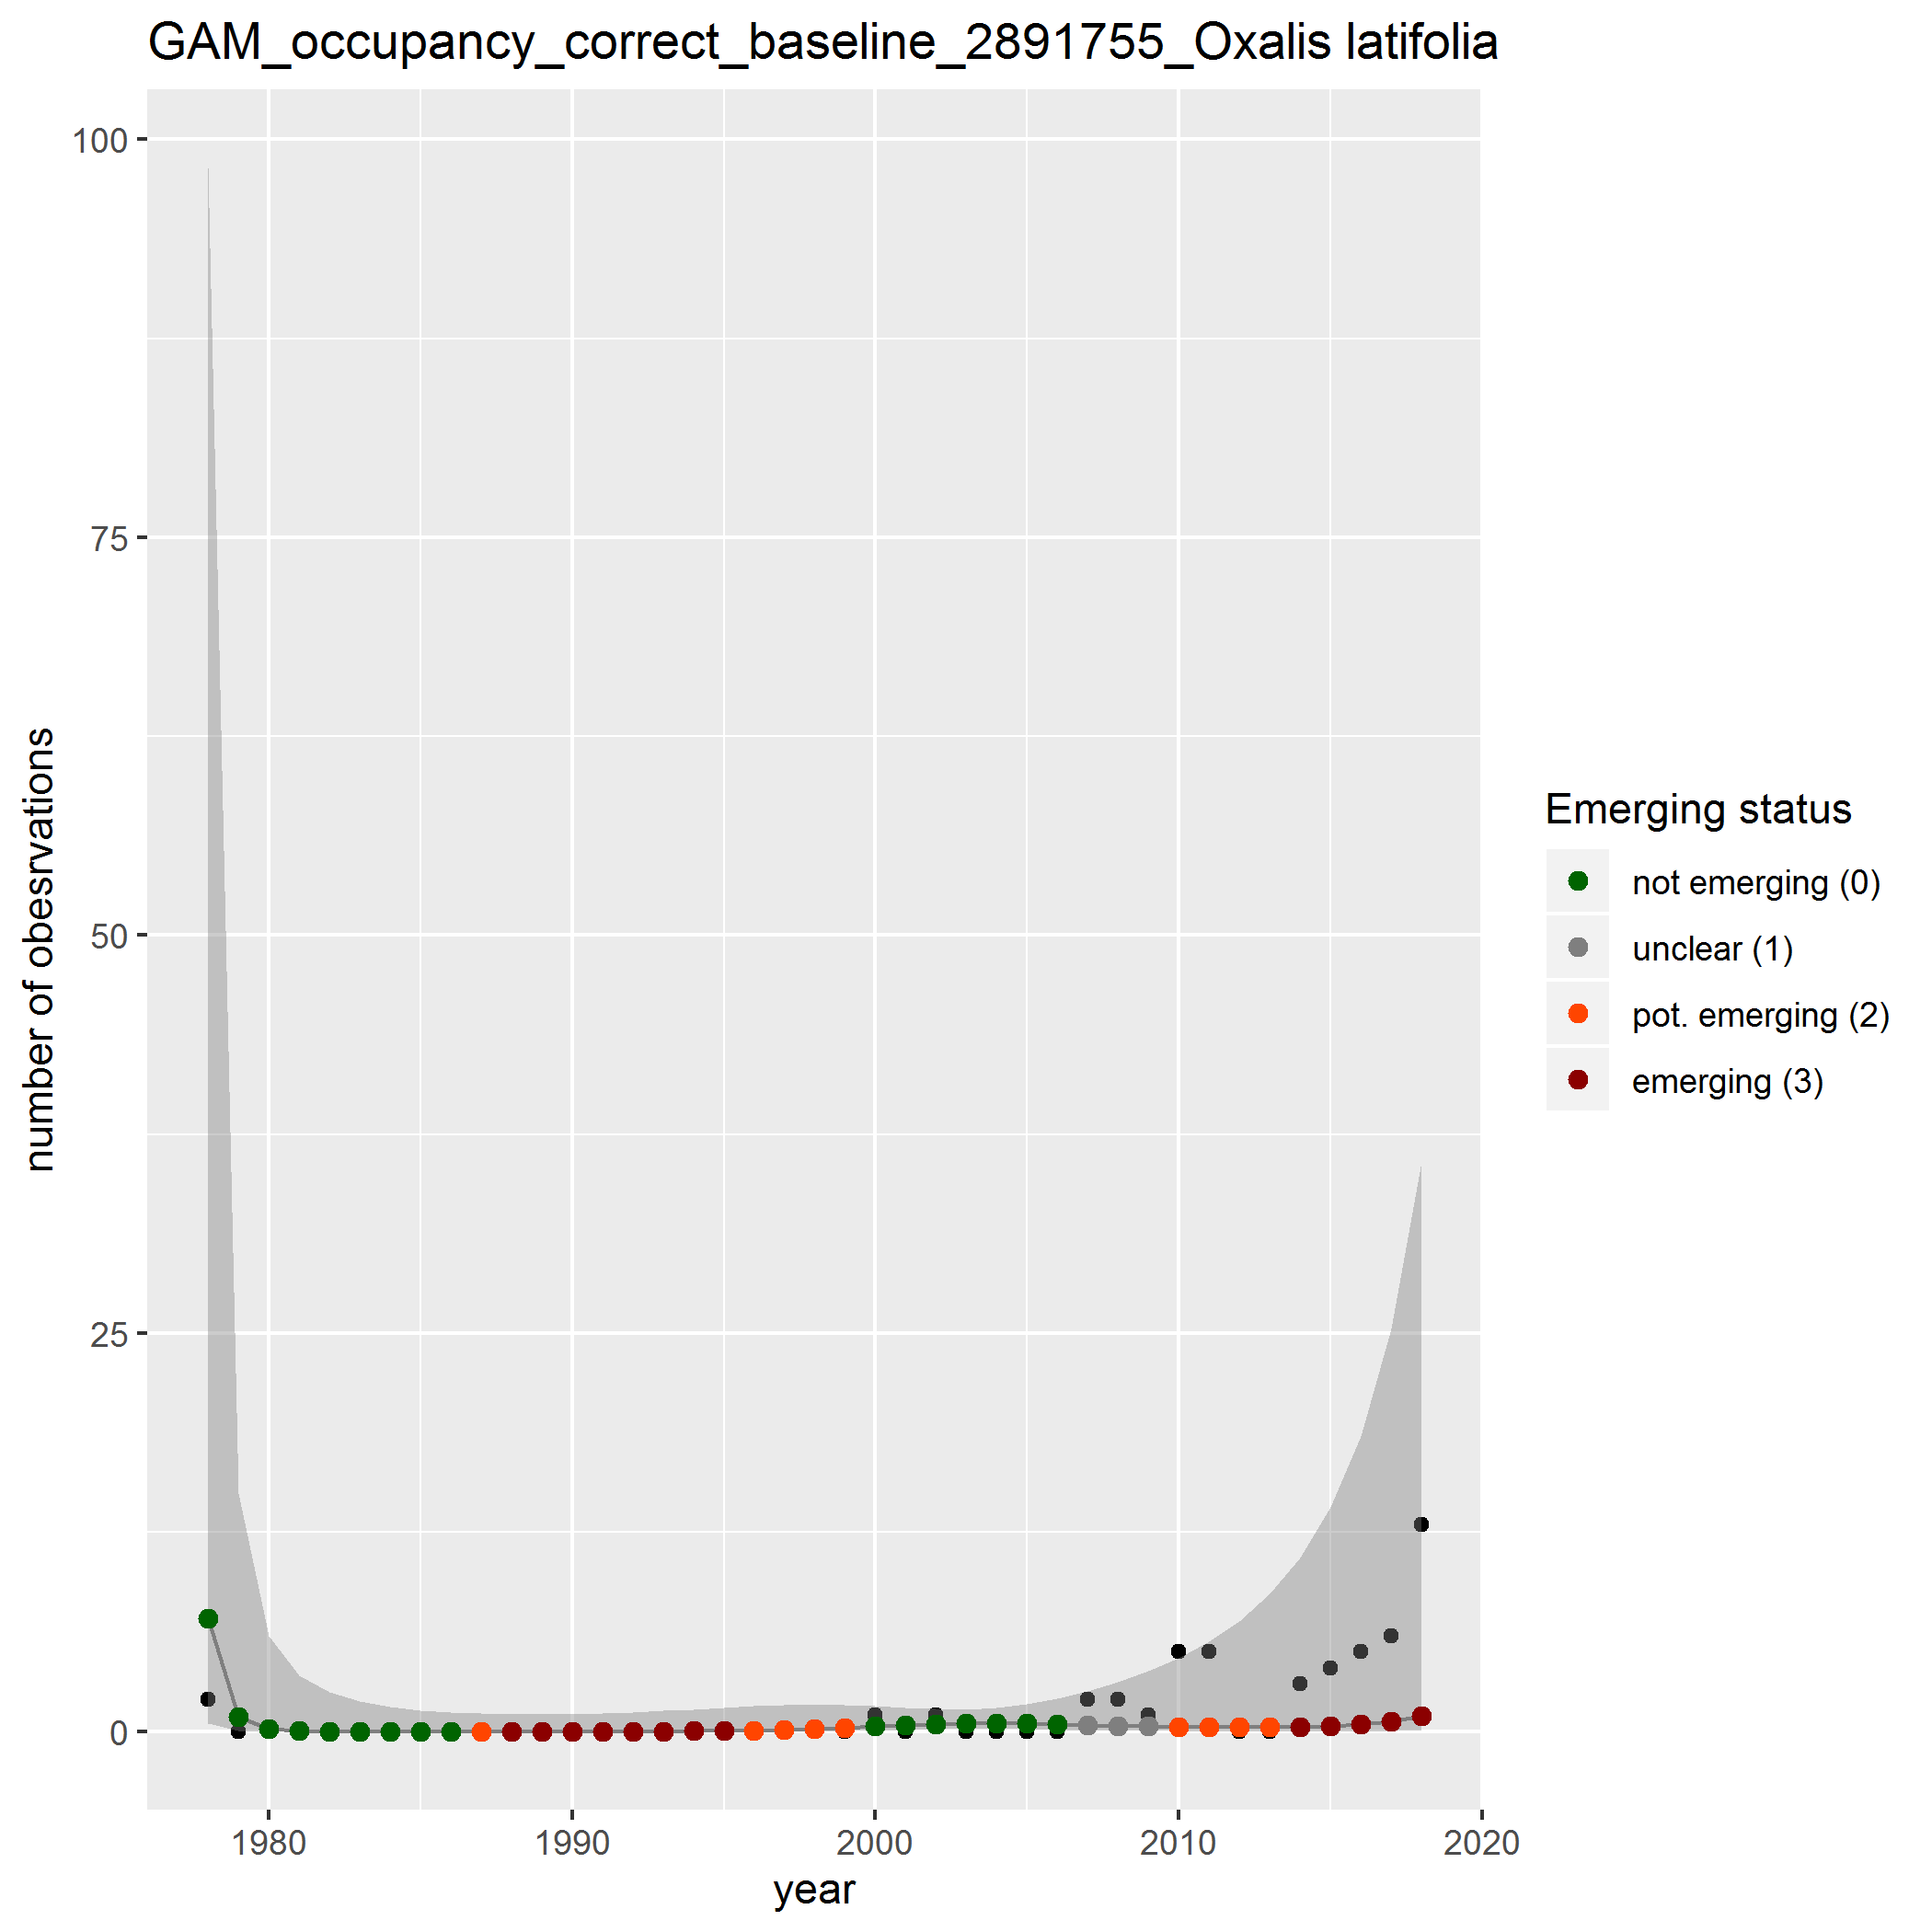 GAM_occupancy_correct_baseline_2891755_Oxalis latifolia
100
75
50
25
0
number of obesrvations
1980 1990 2000 2010 2020
year
Emerging status
not emerging (0)
unclear (1)
pot. emerging (2)
emerging (3)